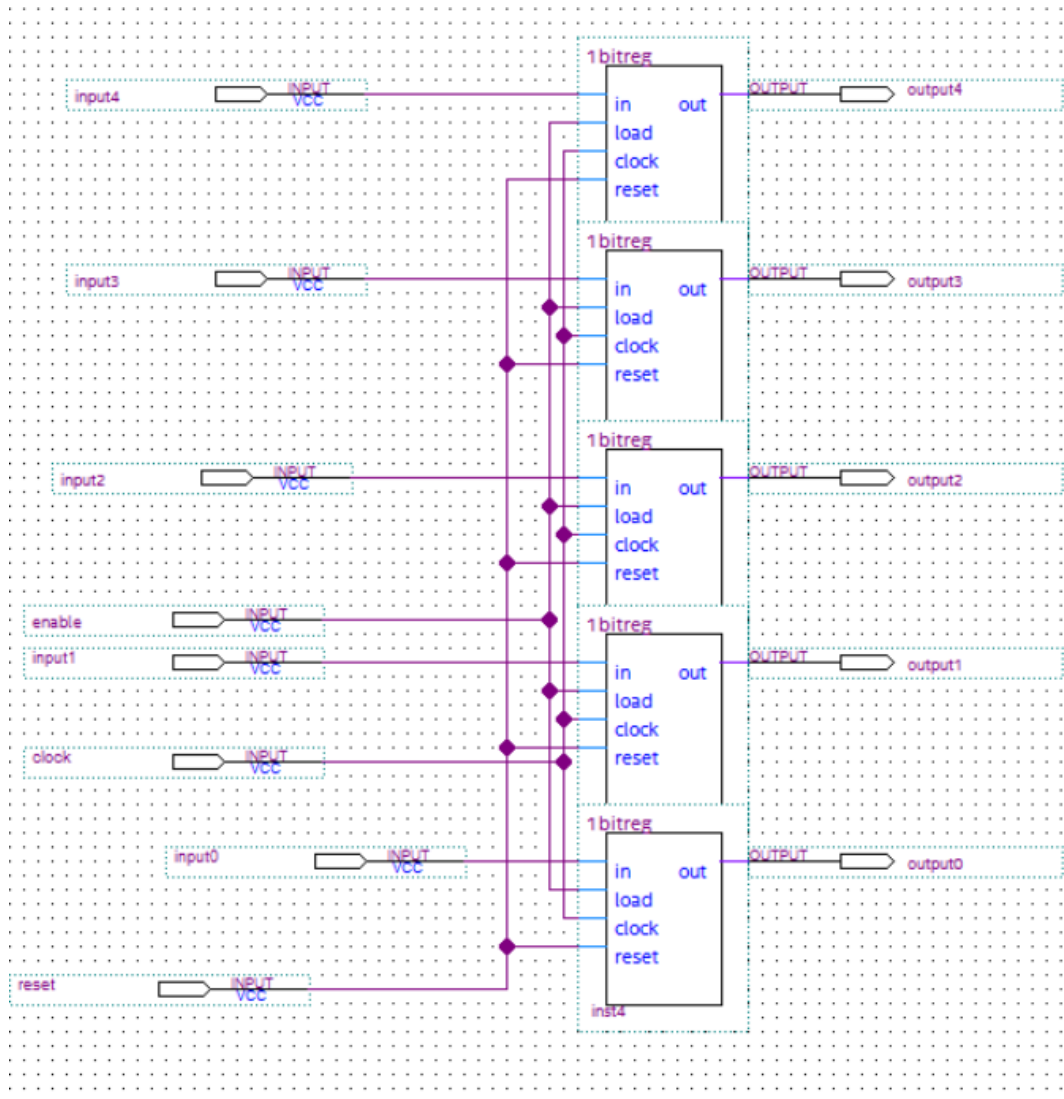 1bitreg
input4 INPUT VCC in out OUTPUT output4
load
clock
reset
1bitreg
input3 INPUT VCC in out OUTPUT output3
load
clock
reset
1bitreg
input2 INPUT VCC in out OUTPUT output2
load
clock
reset
enable INPUT VCC
1bitreg
input1 INPUT VCC in out OUTPUT output1
load
clock
reset
clock INPUT VCC
1bitreg
input0 INPUT VCC in out OUTPUT output0
load
clock
reset
reset INPUT VCC
inst4